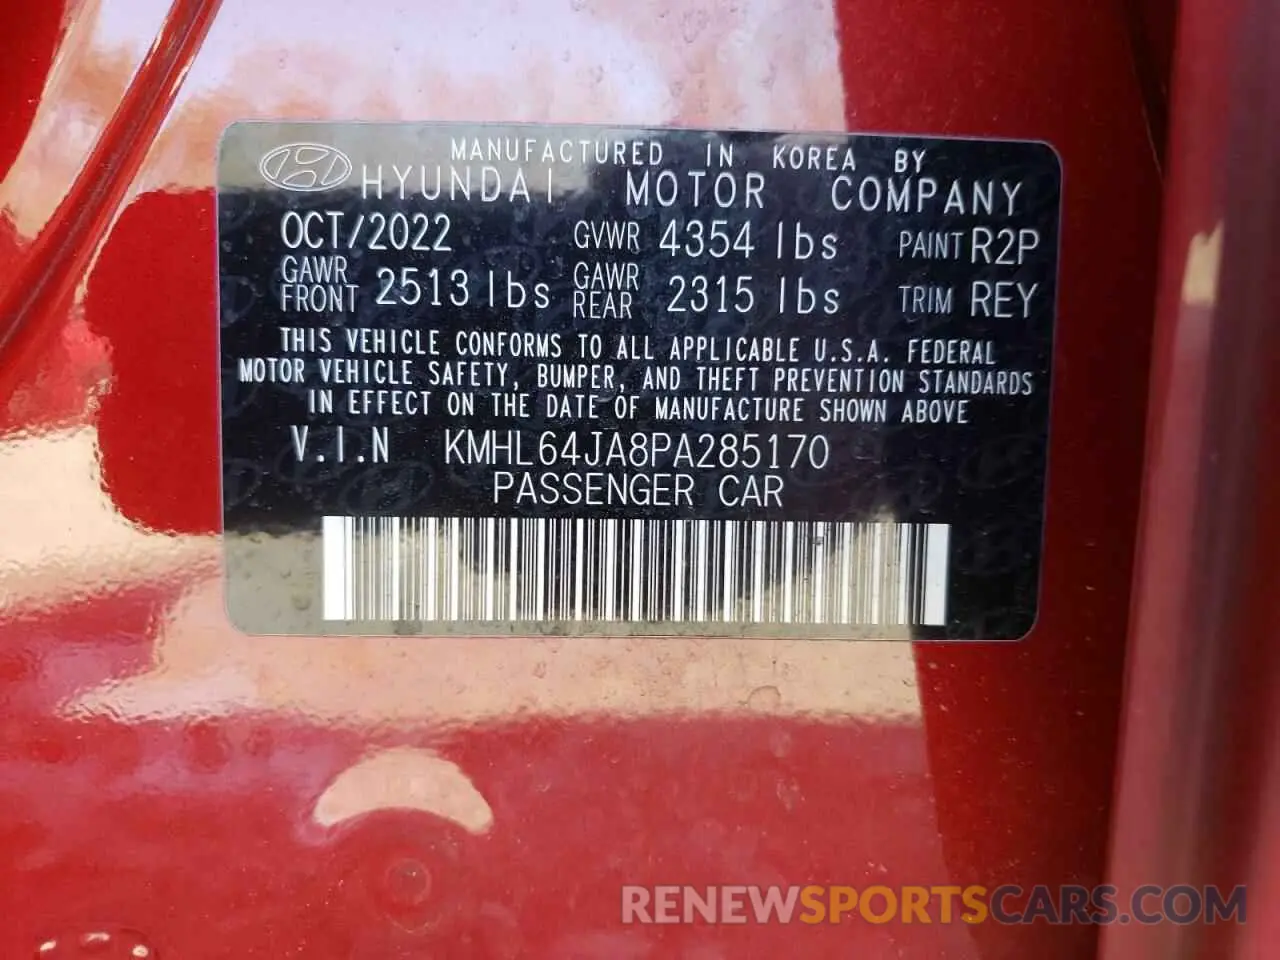 MANUFACTURED IN KOREA BY
HYUNDAI MOTOR COMPANY
OCT/2022 GVWR 4354 lbs PAINT R2P
GAWR FRONT 2513 lbs GAWR REAR 2315 lbs TRIM REY
THIS VEHICLE CONFORMS TO ALL APPLICABLE U.S.A. FEDERAL
MOTOR VEHICLE SAFETY, BUMPER, AND THEFT PREVENTION STANDARDS
IN EFFECT ON THE DATE OF MANUFACTURE SHOWN ABOVE
V.I.N KMHL64JA8PA285170
PASSENGER CAR
RENEWSPORTSCARS.COM